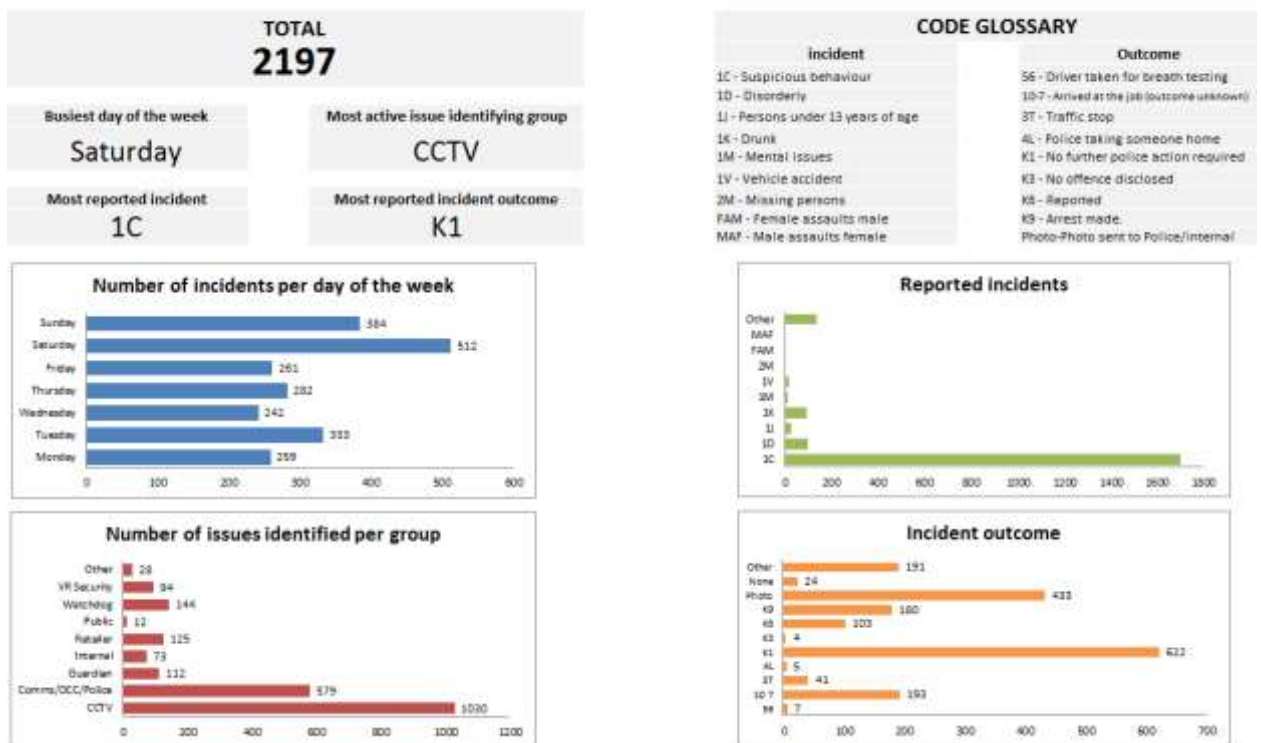 TOTAL
2197
Busiest day of the week
Saturday
Most active issue identifying group
CCTV
Most reported incident
1C
Most reported incident outcome
K1
CODE GLOSSARY
Incident
1C - Suspicious behaviour
1D - Disorderly
1J - Persons under 13 years of age
1K - Drunk
1M - Mental issues
1V - Vehicle accident
2M - Missing persons
FAM - Female assaults male
MAF - Male assaults female
Outcome
56 - Driver taken for breath testing
10-7 - Arrived at the job (outcome unknown)
3T - Traffic stop
4L - Police taking someone home
K1 - No further police action required
K3 - No offence disclosed
K6 - Reported
K9 - Arrest made.
Photo-Photo sent to Police/internal
Number of incidents per day of the week
Sunday 384
Saturday 512
Friday 261
Thursday 282
Wednesday 242
Tuesday 333
Monday 259
0 100 200 300 400 500 600
Reported incidents
Other
MAF
FAM
2M
1V
1M
1K
1J
1D
1C
0 200 400 600 800 1000 1200 1400 1600 1800
Number of issues identified per group
Other 28
VR Security 94
Watchdog 144
Public 12
Retailer 125
Internal 73
Guardian 112
Comms/DCC/Police 579
CCTV 1030
0 200 400 600 800 1000 1200
Incident outcome
Other 191
None 24
Photo 433
K9 180
K6 103
K3 4
K1 622
4L 5
3T 41
10 7 193
56 7
0 100 200 300 400 500 600 700